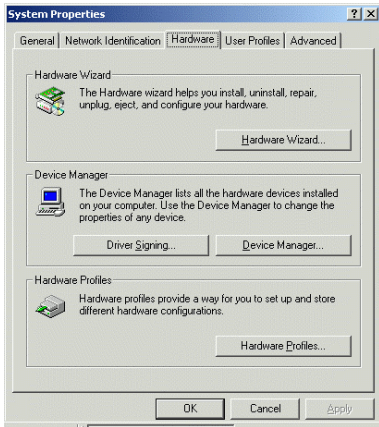 System Properties
General Network Identification Hardware User Profiles Advanced
Hardware Wizard
The Hardware wizard helps you install, uninstall, repair,
unplug, eject, and configure your hardware.
Hardware Wizard...
Device Manager
The Device Manager lists all the hardware devices installed
on your computer. Use the Device Manager to change the
properties of any device.
Driver Signing... Device Manager...
Hardware Profiles
Hardware profiles provide a way for you to set up and store
different hardware configurations.
Hardware Profiles...
OK Cancel Apply